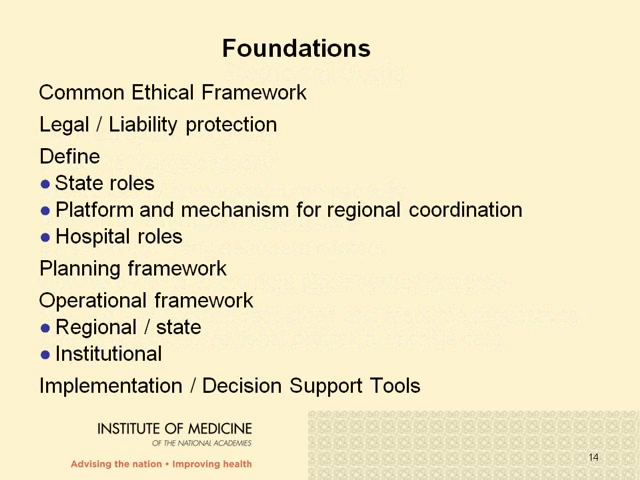 Foundations
Common Ethical Framework
Legal / Liability protection
Define
● State roles
● Platform and mechanism for regional coordination
● Hospital roles
Planning framework
Operational framework
● Regional / state
● Institutional
Implementation / Decision Support Tools
INSTITUTE OF MEDICINE
OF THE NATIONAL ACADEMIES
Advising the nation • Improving health
14